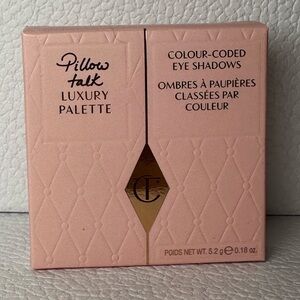 Pillow
talk
LUXURY
PALETTE
COLOUR-CODED
EYE SHADOWS
OMBRES À PAUPIÈRES
CLASSÉES PAR
COULEUR
CT
POIDS NET WT. 5.2 g ℮ 0.18 oz.